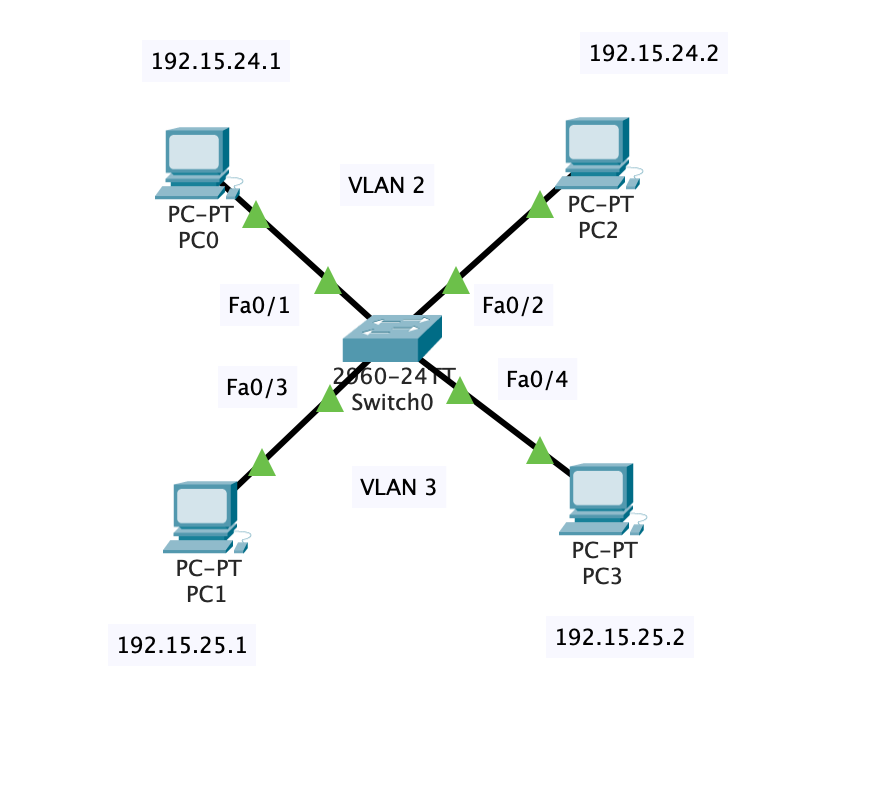 192.15.24.1
192.15.24.2
PC-PT
PC0
VLAN 2
PC-PT
PC2
Fa0/1
Fa0/2
2960-24TT
Switch0
Fa0/3
Fa0/4
VLAN 3
PC-PT
PC1
PC-PT
PC3
192.15.25.1
192.15.25.2